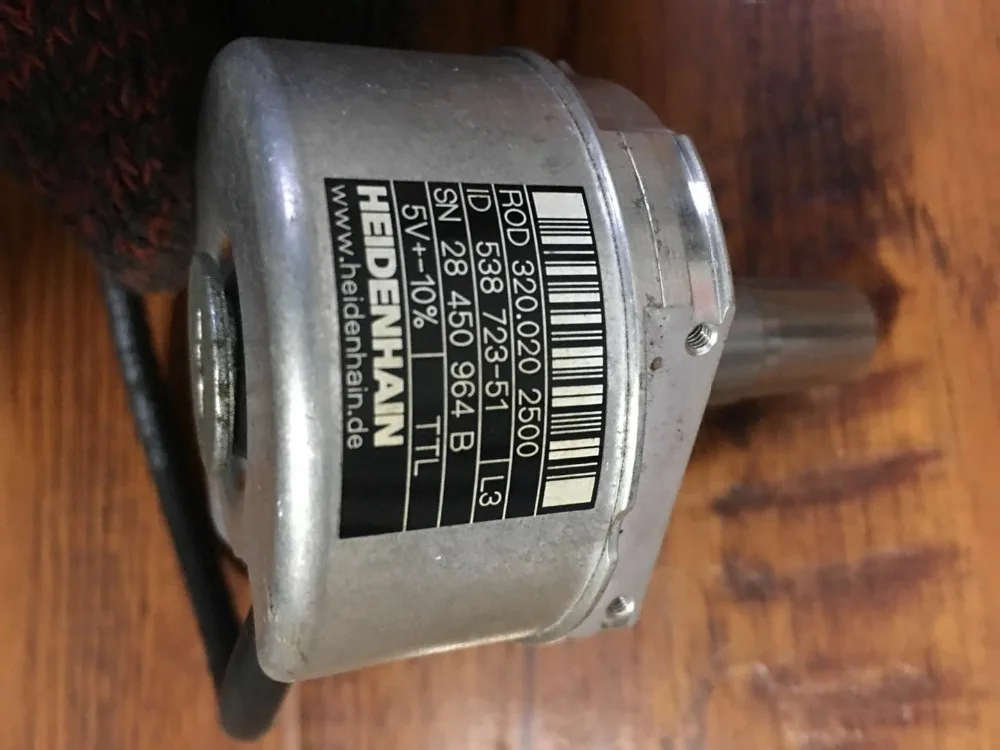 ROD 320.020 2500
ID 538 723-51 L3
SN 28 450 964 B
5V+-10% TTL
HEIDENHAIN
www.heidenhain.de